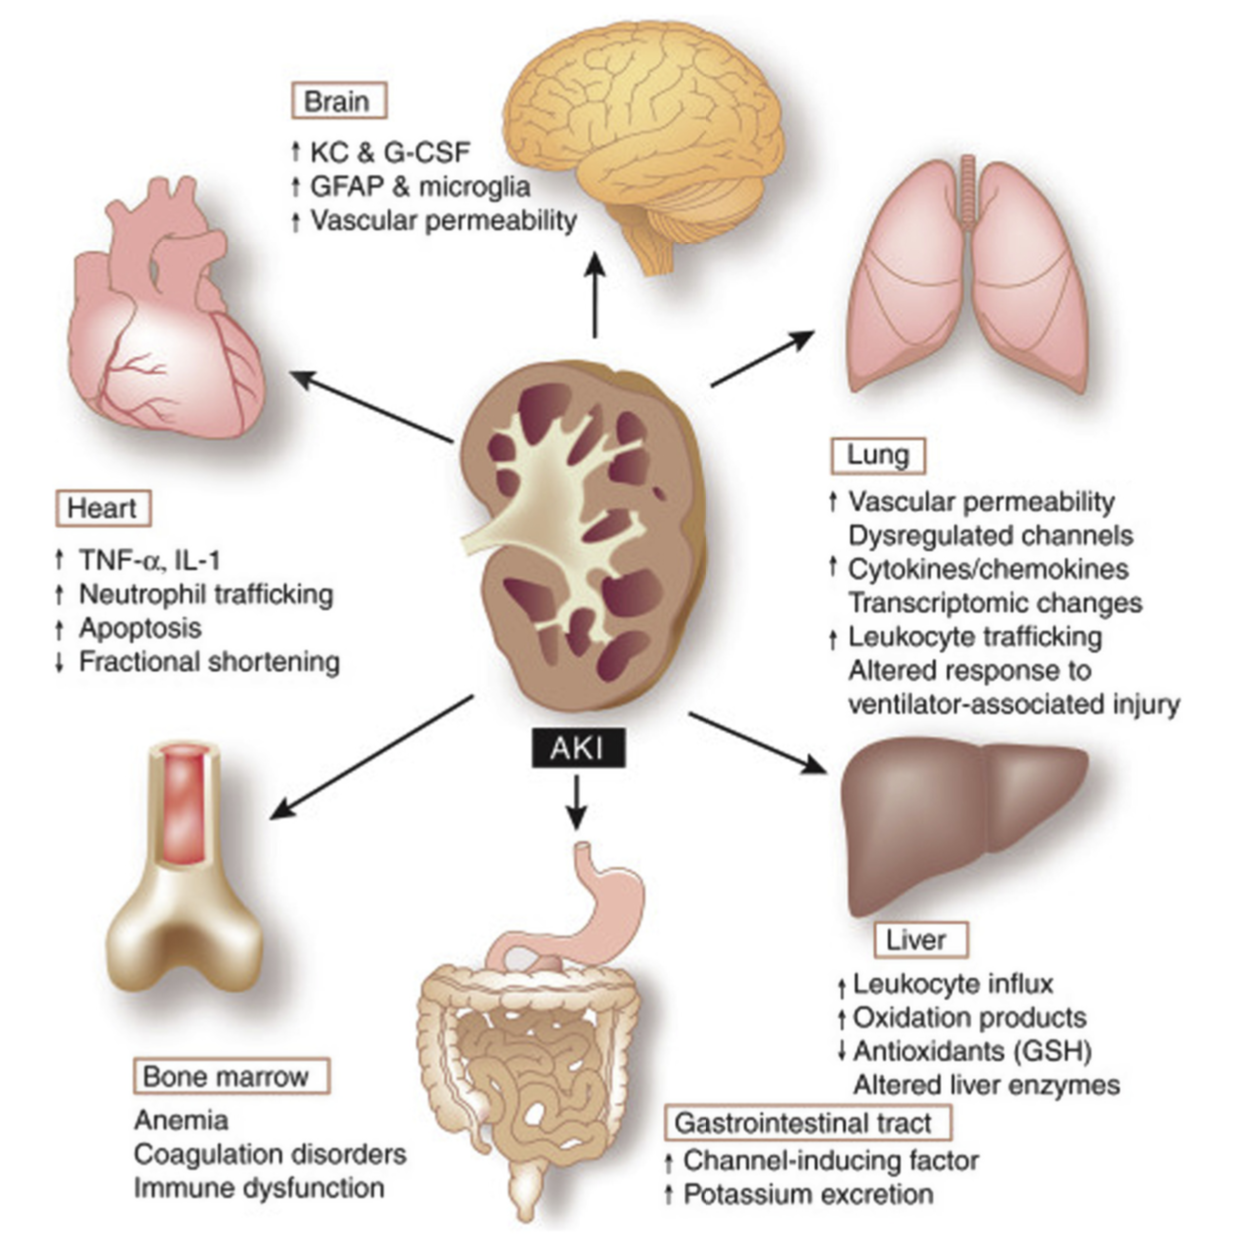 Brain
↑ KC & G-CSF
↑ GFAP & microglia
↑ Vascular permeability
Lung
↑ Vascular permeability
Dysregulated channels
↑ Cytokines/chemokines
Transcriptomic changes
↑ Leukocyte trafficking
Altered response to
ventilator-associated injury
Heart
↑ TNF-α, IL-1
↑ Neutrophil trafficking
↑ Apoptosis
↓ Fractional shortening
AKI
Liver
↑ Leukocyte influx
↑ Oxidation products
↓ Antioxidants (GSH)
Altered liver enzymes
Bone marrow
Anemia
Coagulation disorders
Immune dysfunction
Gastrointestinal tract
↑ Channel-inducing factor
↑ Potassium excretion